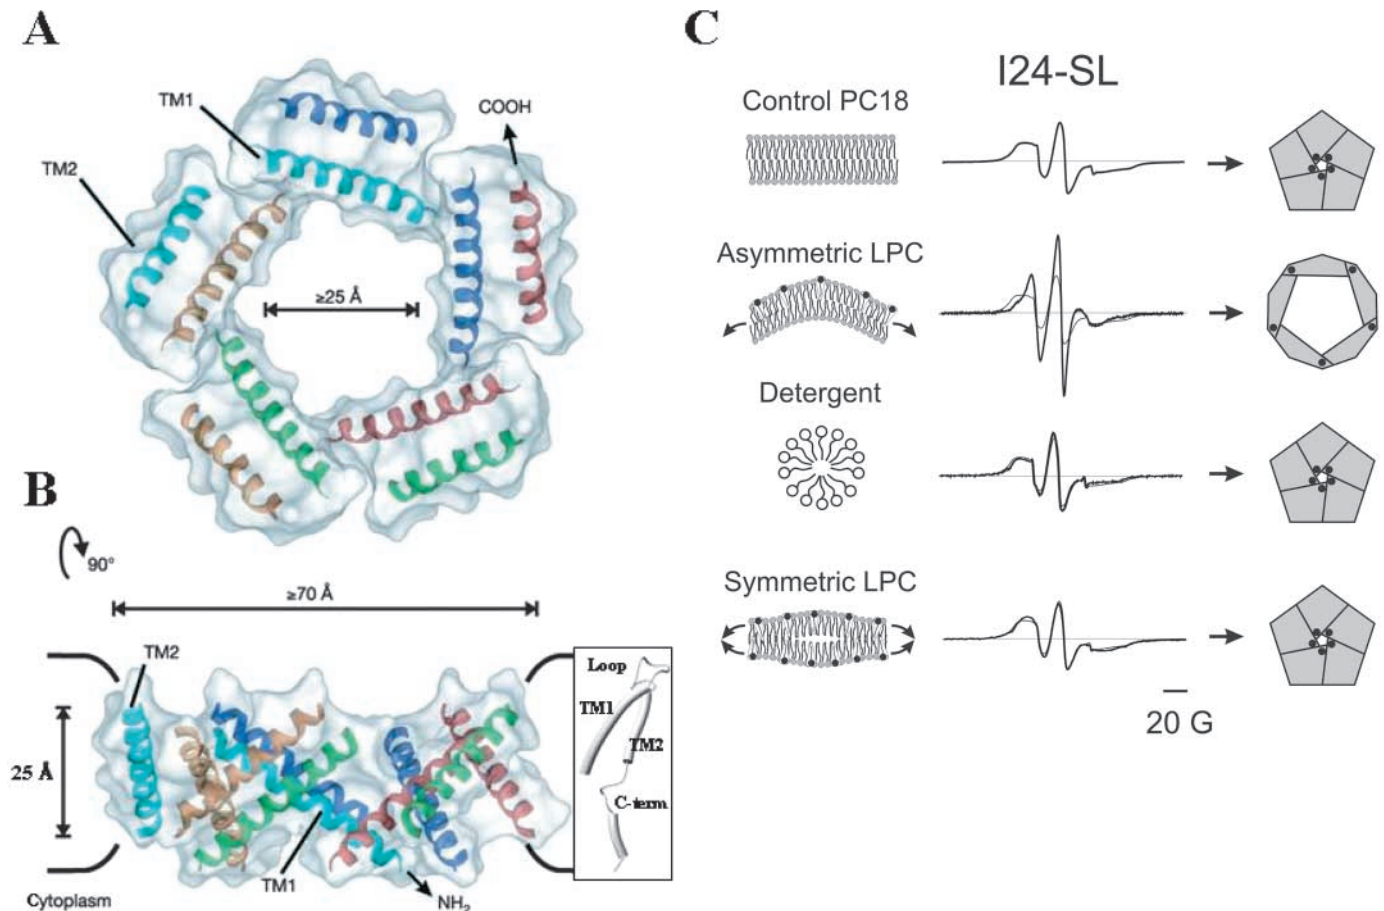 A
TM1
COOH
TM2
≥25 Å
B
90°
≥70 Å
TM2
Loop
TM1
TM2
C-term
25 Å
TM1
NH₂
Cytoplasm
C
I24-SL
Control PC18
Asymmetric LPC
Detergent
Symmetric LPC
20 G